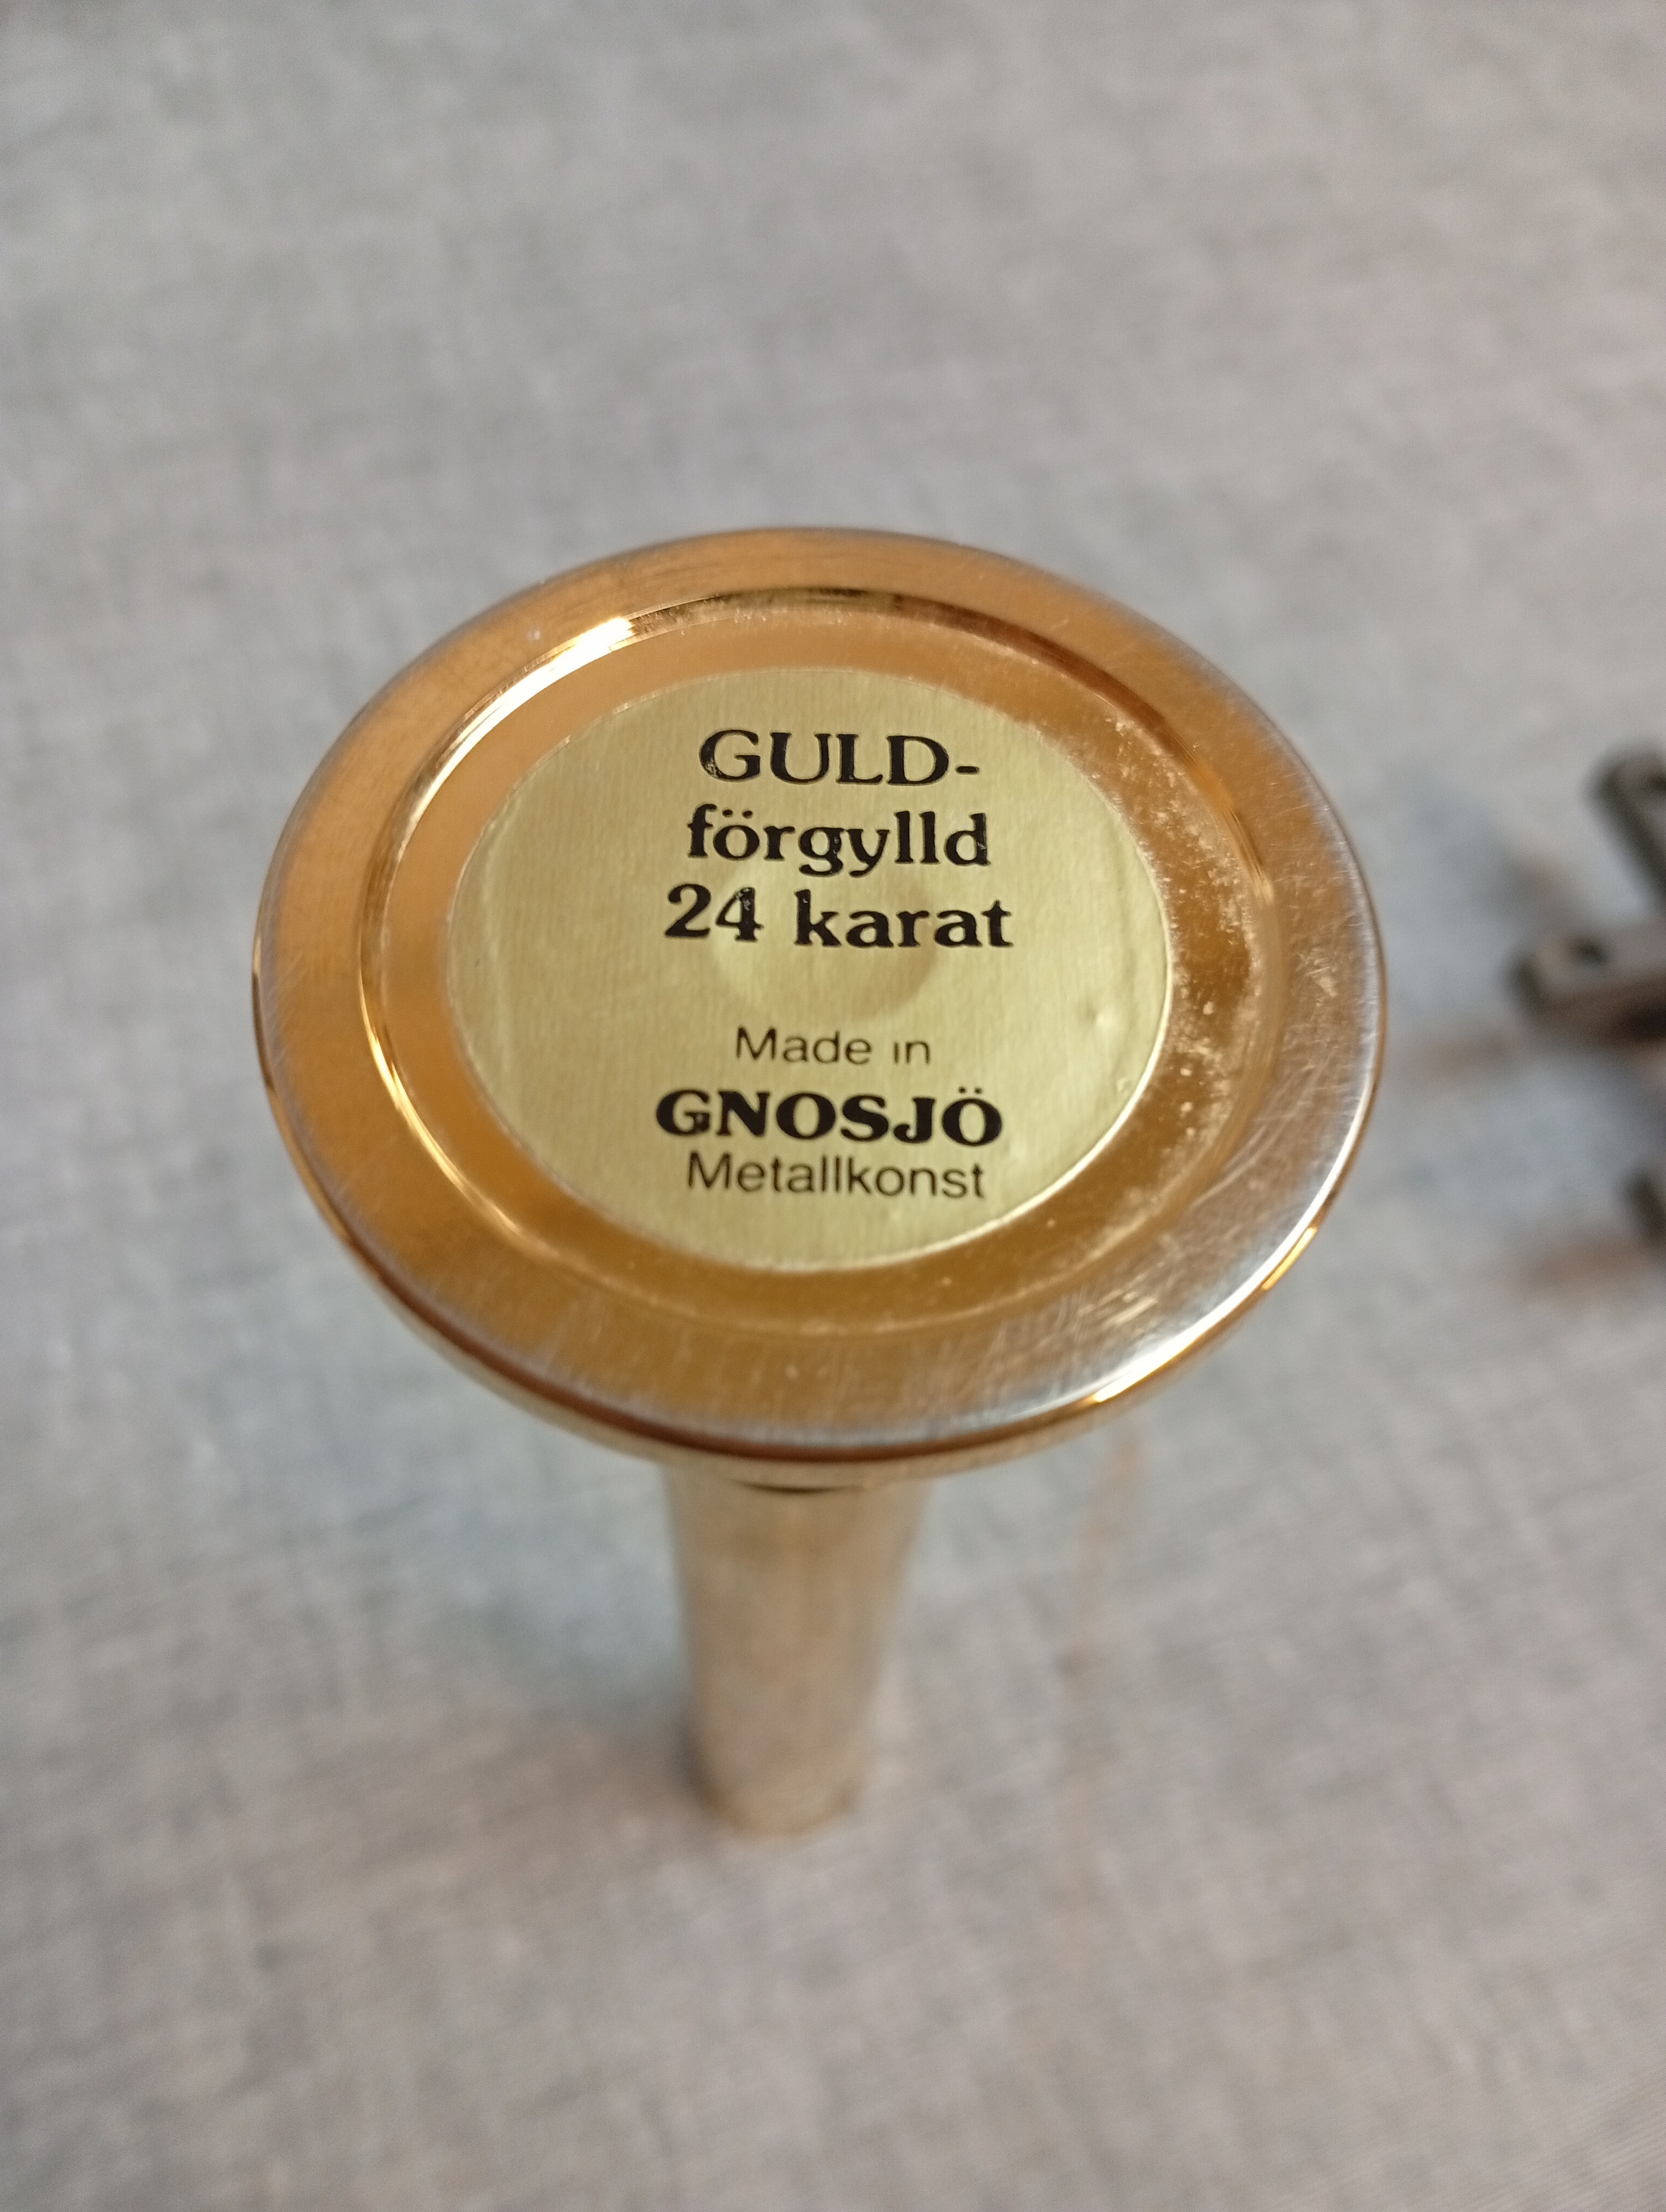 GULD-
förgylld
24 karat
Made in
GNOSJÖ
Metallkonst